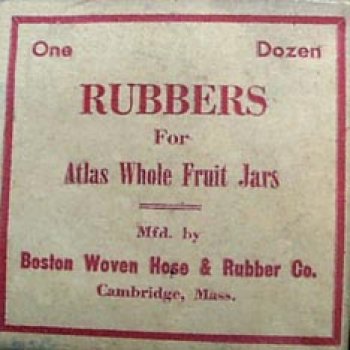 One Dozen
RUBBERS
For
Atlas Whole Fruit Jars
Mfd. by
Boston Woven Hose & Rubber Co.
Cambridge, Mass.